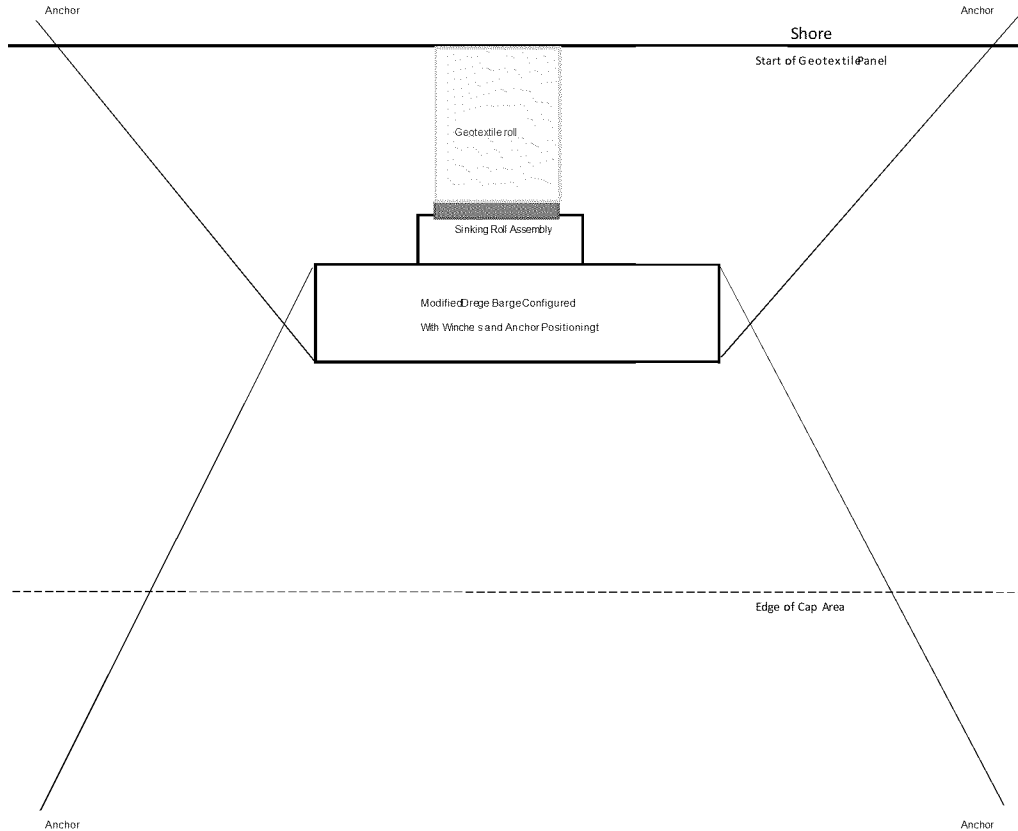 Anchor
Anchor
Shore
Start of Geotextile Panel
Geotextile roll
Sinking Roll Assembly
Modified Drege Barge Configured
With Winches and Anchor Positioningt
Edge of Cap Area
Anchor
Anchor